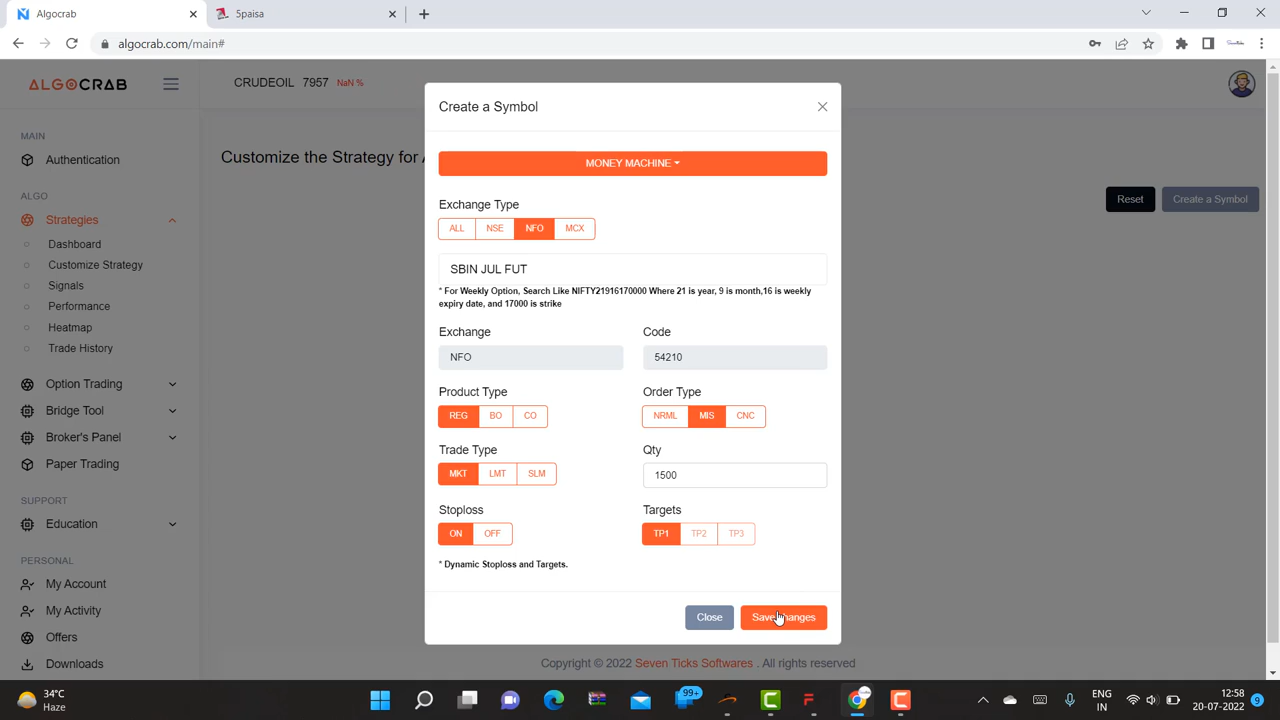 Algocrab
5paisa
algocrab.com/main#
ALGOCRAB
CRUDEOIL 7957 NaN %
MAIN
Authentication
ALGO
Strategies
Dashboard
Customize Strategy
Signals
Performance
Heatmap
Trade History
Option Trading
Bridge Tool
Broker's Panel
Paper Trading
SUPPORT
Education
PERSONAL
My Account
My Activity
Offers
Downloads
Customize the Strategy for A
Reset
Create a Symbol
Create a Symbol
MONEY MACHINE
Exchange Type
ALL NSE NFO MCX
SBIN JUL FUT
* For Weekly Option, Search Like NIFTY21916170000 Where 21 is year, 9 is month,16 is weekly
expiry date, and 17000 is strike
Exchange Code
NFO 54210
Product Type Order Type
REG BO CO NRML MIS CNC
Trade Type Qty
MKT LMT SLM 1500
Stoploss Targets
ON OFF TP1 TP2 TP3
* Dynamic Stoploss and Targets.
Close Save Changes
Copyright © 2022 Seven Ticks Softwares . All rights reserved
34°C
Haze
99+
ENG
IN
12:58
20-07-2022
9